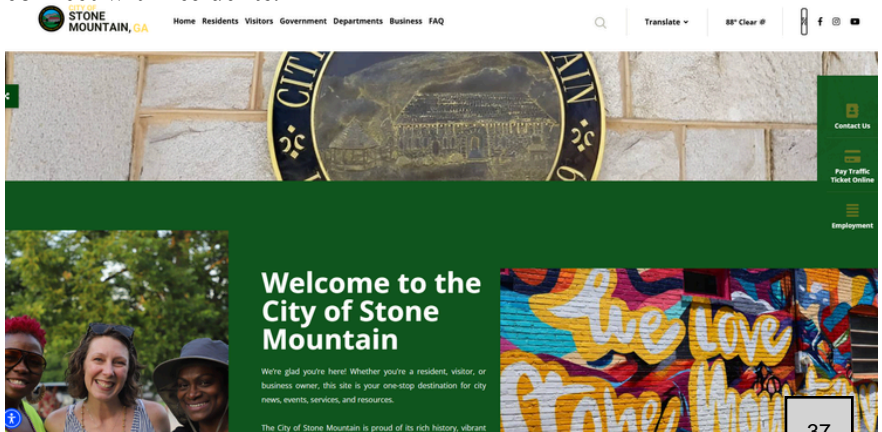 CITY OF
STONE
MOUNTAIN, GA
Home Residents Visitors Government Departments Business FAQ
Translate
88° Clear @
Contact Us
Pay Traffic
Ticket Online
Employment
Welcome to the
City of Stone
Mountain
We're glad you're here! Whether you're a resident, visitor, or
business owner, this site is your one-stop destination for city
news, events, services, and resources.
The City of Stone Mountain is proud of its rich history, vibrant
We Love
37